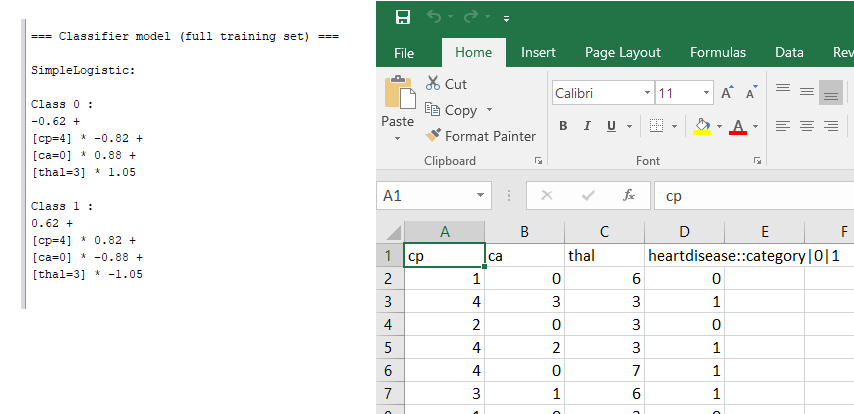 === Classifier model (full training set) ===
SimpleLogistic:
Class 0 :
-0.62 +
[cp=4] * -0.82 +
[ca=0] * 0.88 +
[thal=3] * 1.05
Class 1 :
0.62 +
[cp=4] * 0.82 +
[ca=0] * -0.88 +
[thal=3] * -1.05
File Home Insert Page Layout Formulas Data Rev
Cut
Copy
Format Painter
Paste
Clipboard
Calibri 11 A A
B I U A
Font
A1 fx cp
A B C D E F
1 cp ca thal heartdisease::category|0|1
2 1 0 6 0
3 4 3 3 1
4 2 0 3 0
5 4 2 3 1
6 4 0 7 1
7 3 1 6 1